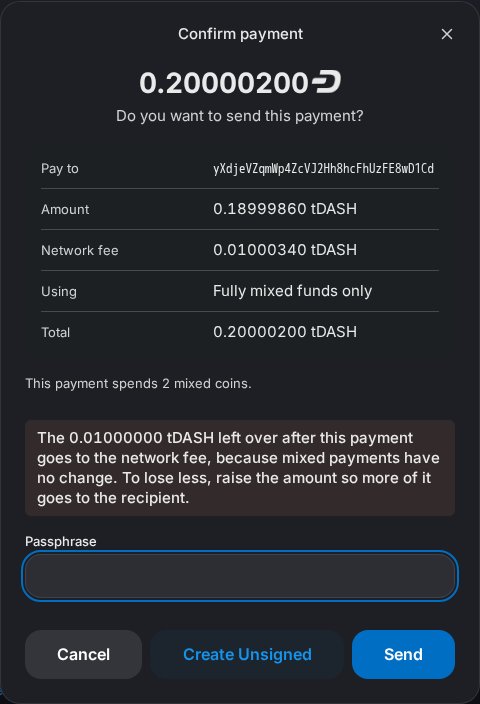 Confirm payment
0.20000200
Do you want to send this payment?
Pay to yXdjeVZqmWp4ZcVJ2Hh8hcFhUzFE8wD1Cd
Amount 0.18999860 tDASH
Network fee 0.01000340 tDASH
Using Fully mixed funds only
Total 0.20000200 tDASH
This payment spends 2 mixed coins.
The 0.01000000 tDASH left over after this payment
goes to the network fee, because mixed payments have
no change. To lose less, raise the amount so more of it
goes to the recipient.
Passphrase
Cancel Create Unsigned Send